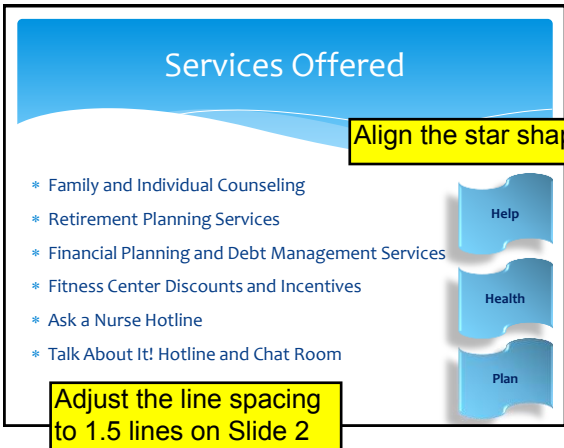 Services Offered
Align the star shap
* Family and Individual Counseling
* Retirement Planning Services
* Financial Planning and Debt Management Services
* Fitness Center Discounts and Incentives
* Ask a Nurse Hotline
* Talk About It! Hotline and Chat Room
Help
Health
Plan
Adjust the line spacing
to 1.5 lines on Slide 2